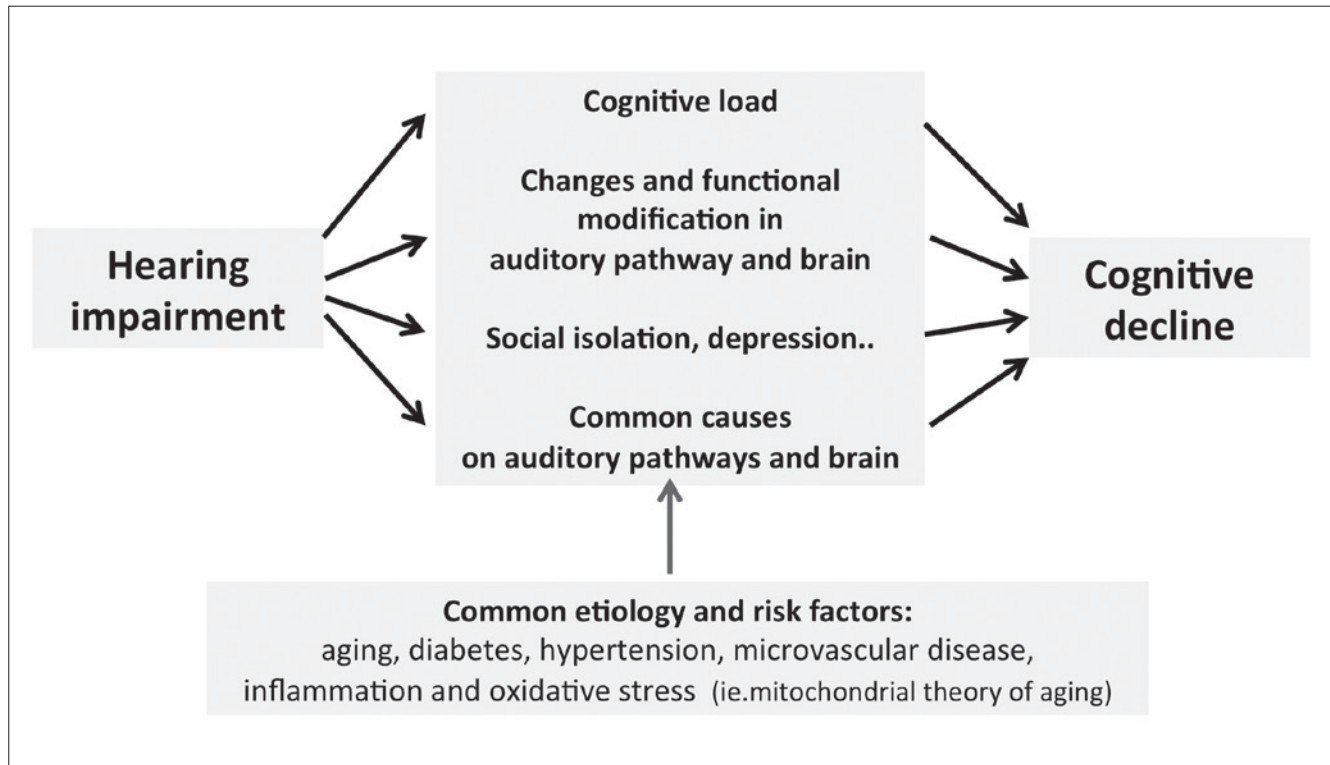 Cognitive load
Changes and functional
modification in
auditory pathway and brain
Social isolation, depression..
Common causes
on auditory pathways and brain
Hearing
impairment
Cognitive
decline
Common etiology and risk factors:
aging, diabetes, hypertension, microvascular disease,
inflammation and oxidative stress (ie.mitochondrial theory of aging)